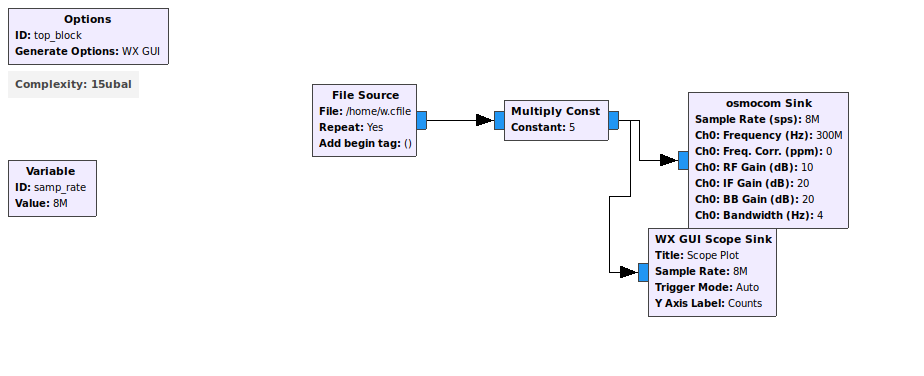 Options
ID: top_block
Generate Options: WX GUI
Complexity: 15ubal
Variable
ID: samp_rate
Value: 8M
File Source
File: /home/w.cfile
Repeat: Yes
Add begin tag: ()
Multiply Const
Constant: 5
osmocom Sink
Sample Rate (sps): 8M
Ch0: Frequency (Hz): 300M
Ch0: Freq. Corr. (ppm): 0
Ch0: RF Gain (dB): 10
Ch0: IF Gain (dB): 20
Ch0: BB Gain (dB): 20
Ch0: Bandwidth (Hz): 4
WX GUI Scope Sink
Title: Scope Plot
Sample Rate: 8M
Trigger Mode: Auto
Y Axis Label: Counts